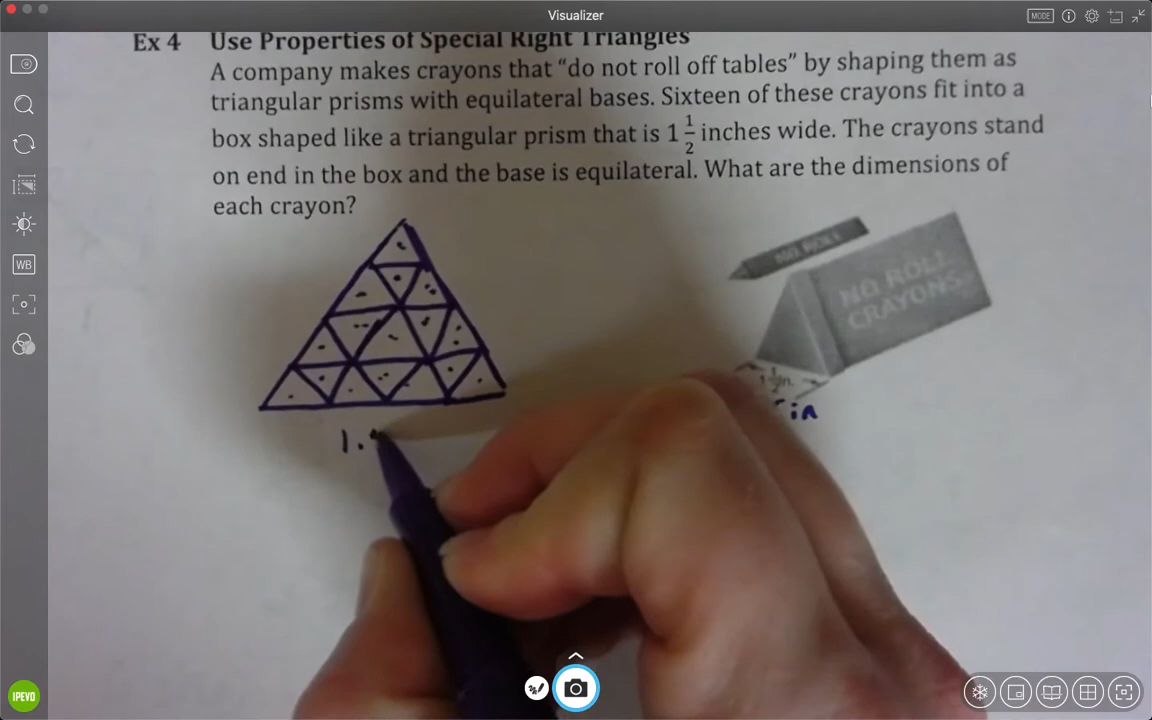 Visualizer
MODE
Ex 4 Use Properties of Special Right Triangles
A company makes crayons that “do not roll off tables” by shaping them as
triangular prisms with equilateral bases. Sixteen of these crayons fit into a
box shaped like a triangular prism that is 1 1/2 inches wide. The crayons stand
on end in the box and the base is equilateral. What are the dimensions of
each crayon?
NO ROLL
NO ROLL
CRAYONS
WB
in.
in
1.
IPEVO